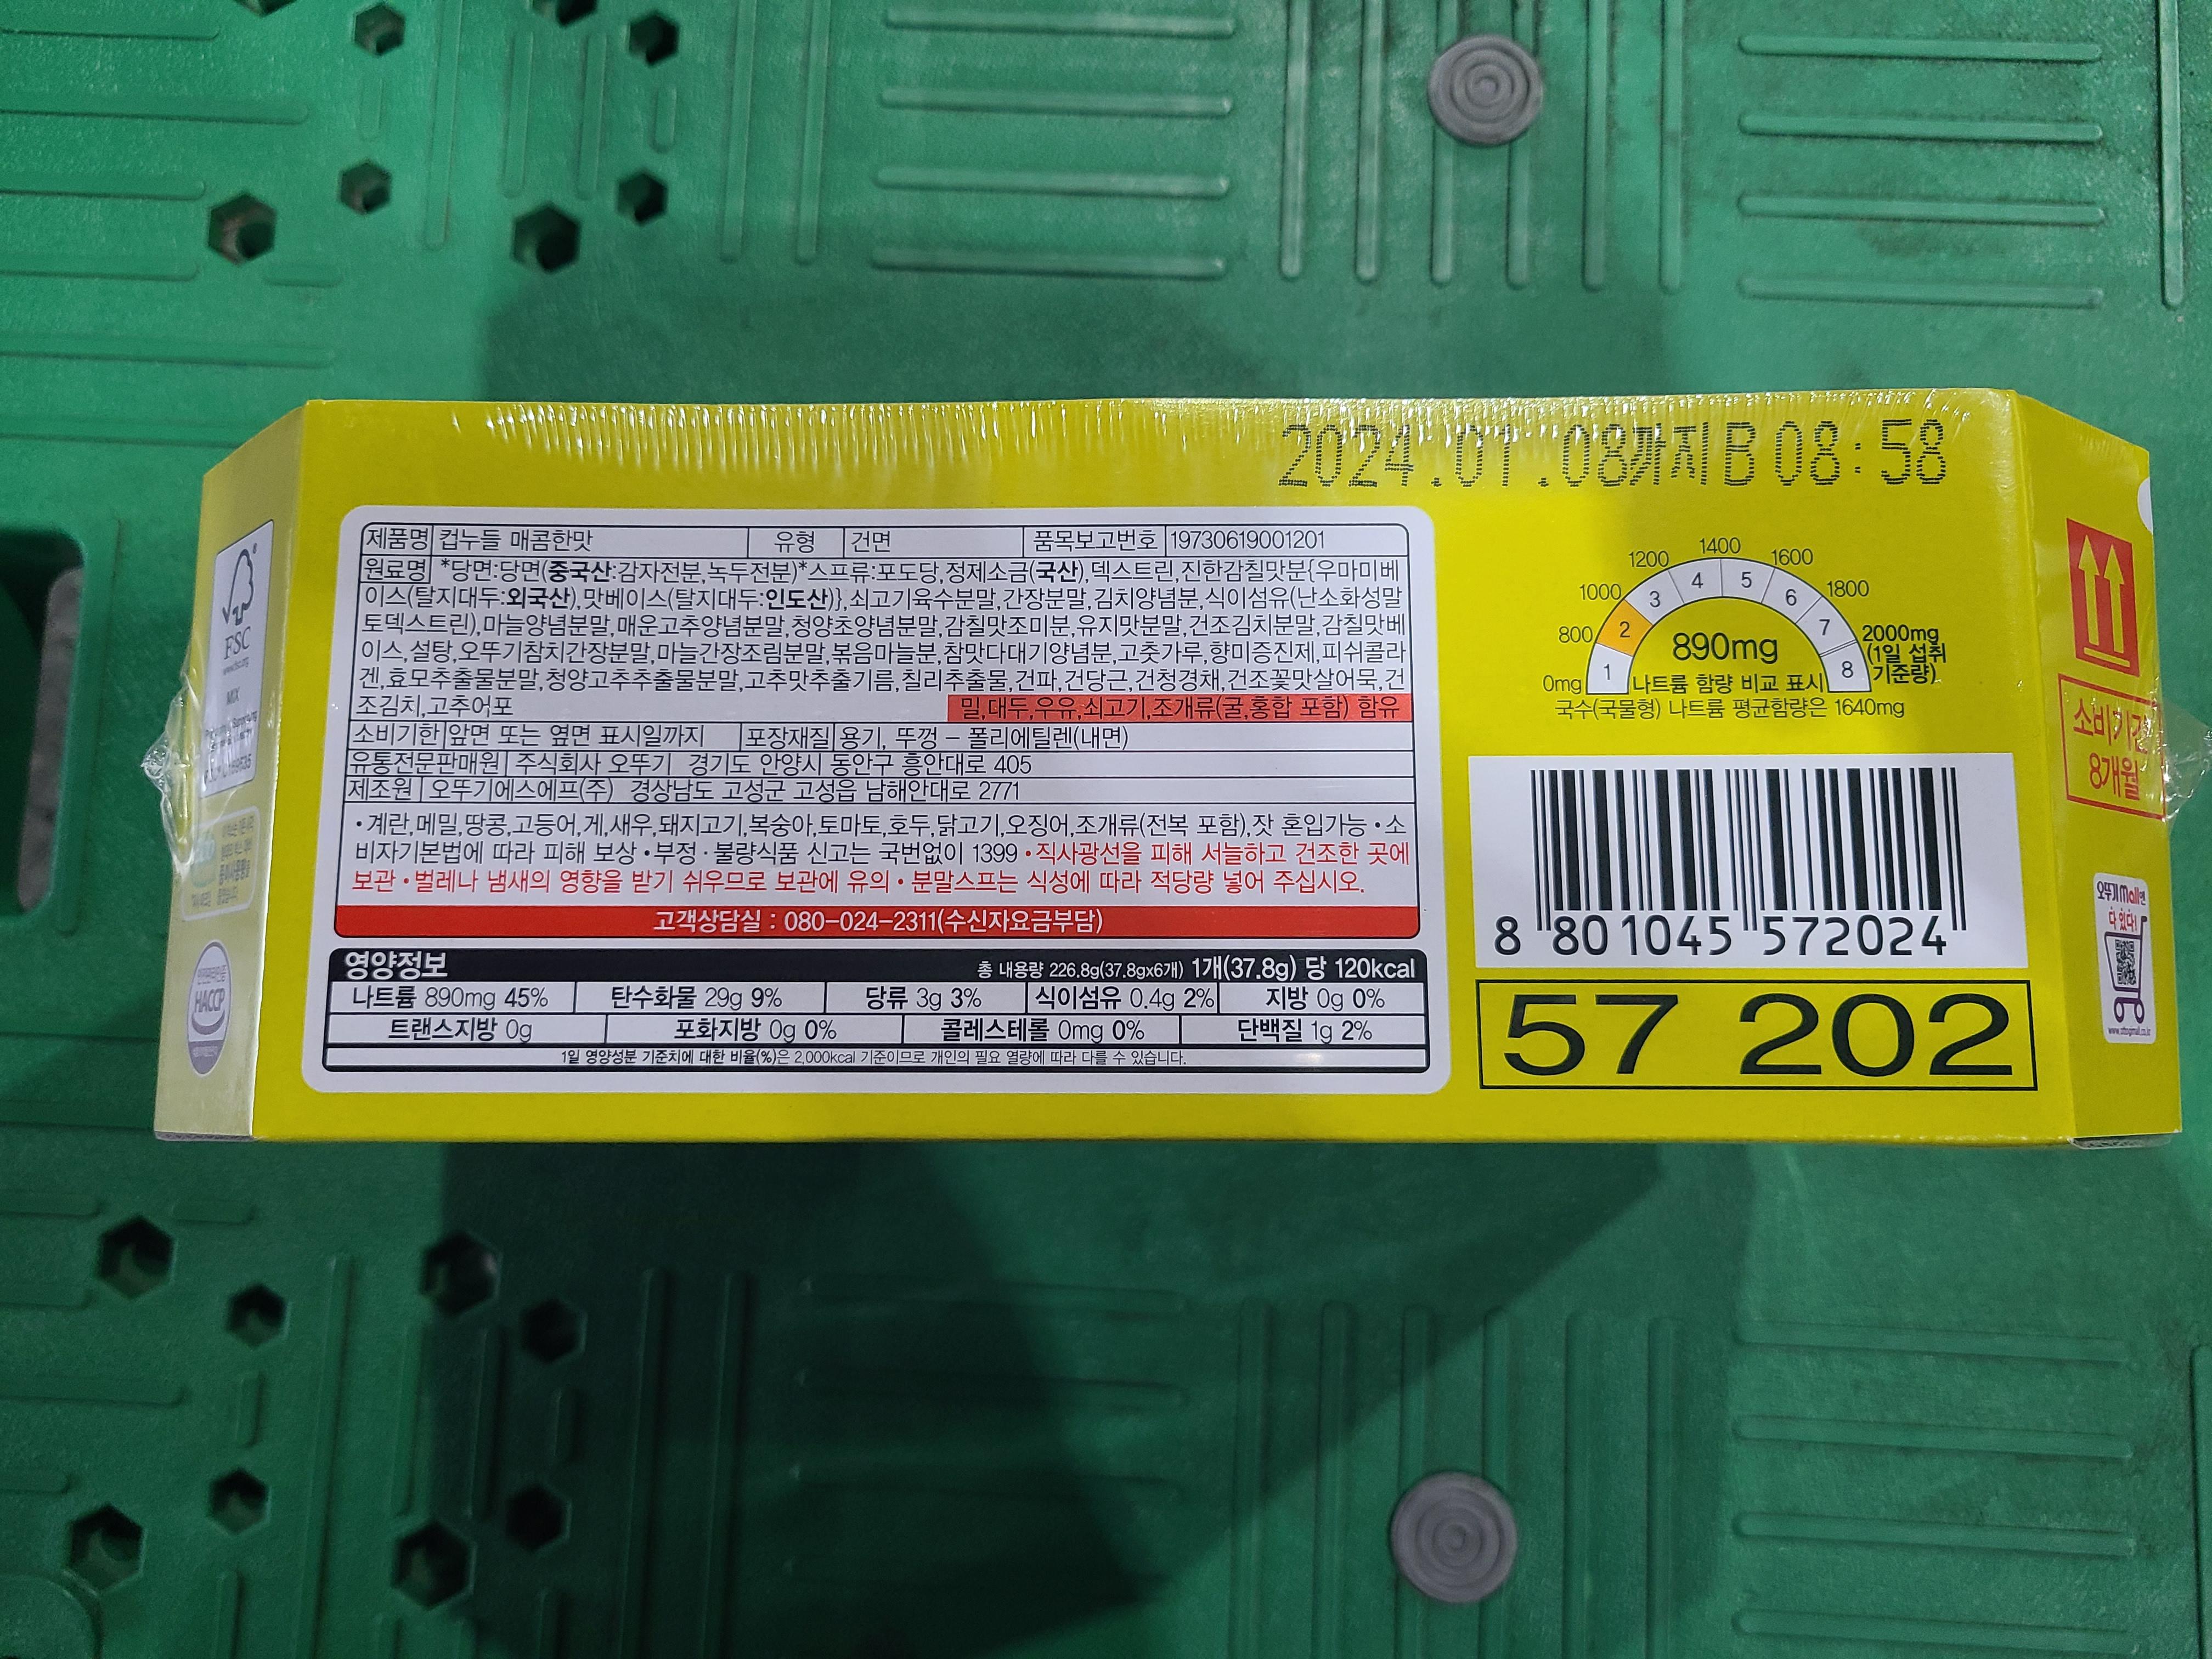 2024.01.08까지B08:58
제품명 컵누들 매콤한맛 유형 건면 품목보고번호 19730619001201
원료명 *당면:당면(중국산:감자전분,녹두전분)*스프류:포도당,정제소금(국산),덱스트린,진한감칠맛분{우마미베
이스(탈지대두:외국산),맛베이스(탈지대두:인도산)},쇠고기육수분말,간장분말,김치양념분,식이섬유(난소화성말
토덱스트린),마늘양념분말,매운고추양념분말,청양초양념분말,감칠맛조미분,유지맛분말,건조김치분말,감칠맛베
이스,설탕,오뚜기참치간장분말,마늘간장조림분말,볶음마늘분,참맛다대기양념분,고춧가루,향미증진제,피쉬콜라
겐,효모추출물분말,청양고추추출물분말,고추맛추출기름,칠리추출물,건파,건당근,건청경채,건조꽃맛살어묵,건
조김치,고추어포 밀,대두,우유,쇠고기,조개류(굴,홍합 포함) 함유
소비기한 앞면 또는 옆면 표시일까지 포장재질 용기, 뚜껑 – 폴리에틸렌(내면)
유통전문판매원 주식회사 오뚜기 경기도 안양시 동안구 흥안대로 405
제조원 오뚜기에스에프(주) 경상남도 고성군 고성읍 남해안대로 2771
• 계란,메밀,땅콩,고등어,게,새우,돼지고기,복숭아,토마토,호두,닭고기,오징어,조개류(전복 포함),잣 혼입가능 • 소
비자기본법에 따라 피해 보상 • 부정 · 불량식품 신고는 국번없이 1399 • 직사광선을 피해 서늘하고 건조한 곳에
보관 • 벌레나 냄새의 영향을 받기 쉬우므로 보관에 유의 • 분말스프는 식성에 따라 적당량 넣어 주십시오.
고객상담실 : 080-024-2311(수신자요금부담)
영양정보 총 내용량 226.8g(37.8gx6개) 1개(37.8g) 당 120kcal
나트륨 890mg 45% 탄수화물 29g 9% 당류 3g 3% 식이섬유 0.4g 2% 지방 0g 0%
트랜스지방 0g 포화지방 0g 0% 콜레스테롤 0mg 0% 단백질 1g 2%
1일 영양성분 기준치에 대한 비율(%)은 2,000kcal 기준이므로 개인의 필요 열량에 따라 다를 수 있습니다.
0mg 800 1000 1200 1400 1600 1800 2000mg
(1일 섭취
기준량)
1 2 3 4 5 6 7 8
890mg
나트륨 함량 비교 표시
국수(국물형) 나트륨 평균함량은 1640mg
8 801045 572024
57 202
FSC
MIX
HACCP
소비기간
8개월
오뚜기mall엔
다 있다!